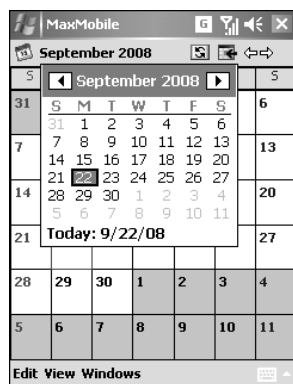 MaxMobile G
September 2008
S S
September 2008
S M T W T F S
31 1 2 3 4 5 6
7 8 9 10 11 12 13
14 15 16 17 18 19 20
21 22 23 24 25 26 27
28 29 30 1 2 3 4
5 6 7 8 9 10 11
Today: 9/22/08
31 6
7 13
14 20
21 27
28 29 30 1 2 3 4
5 6 7 8 9 10 11
Edit View Windows